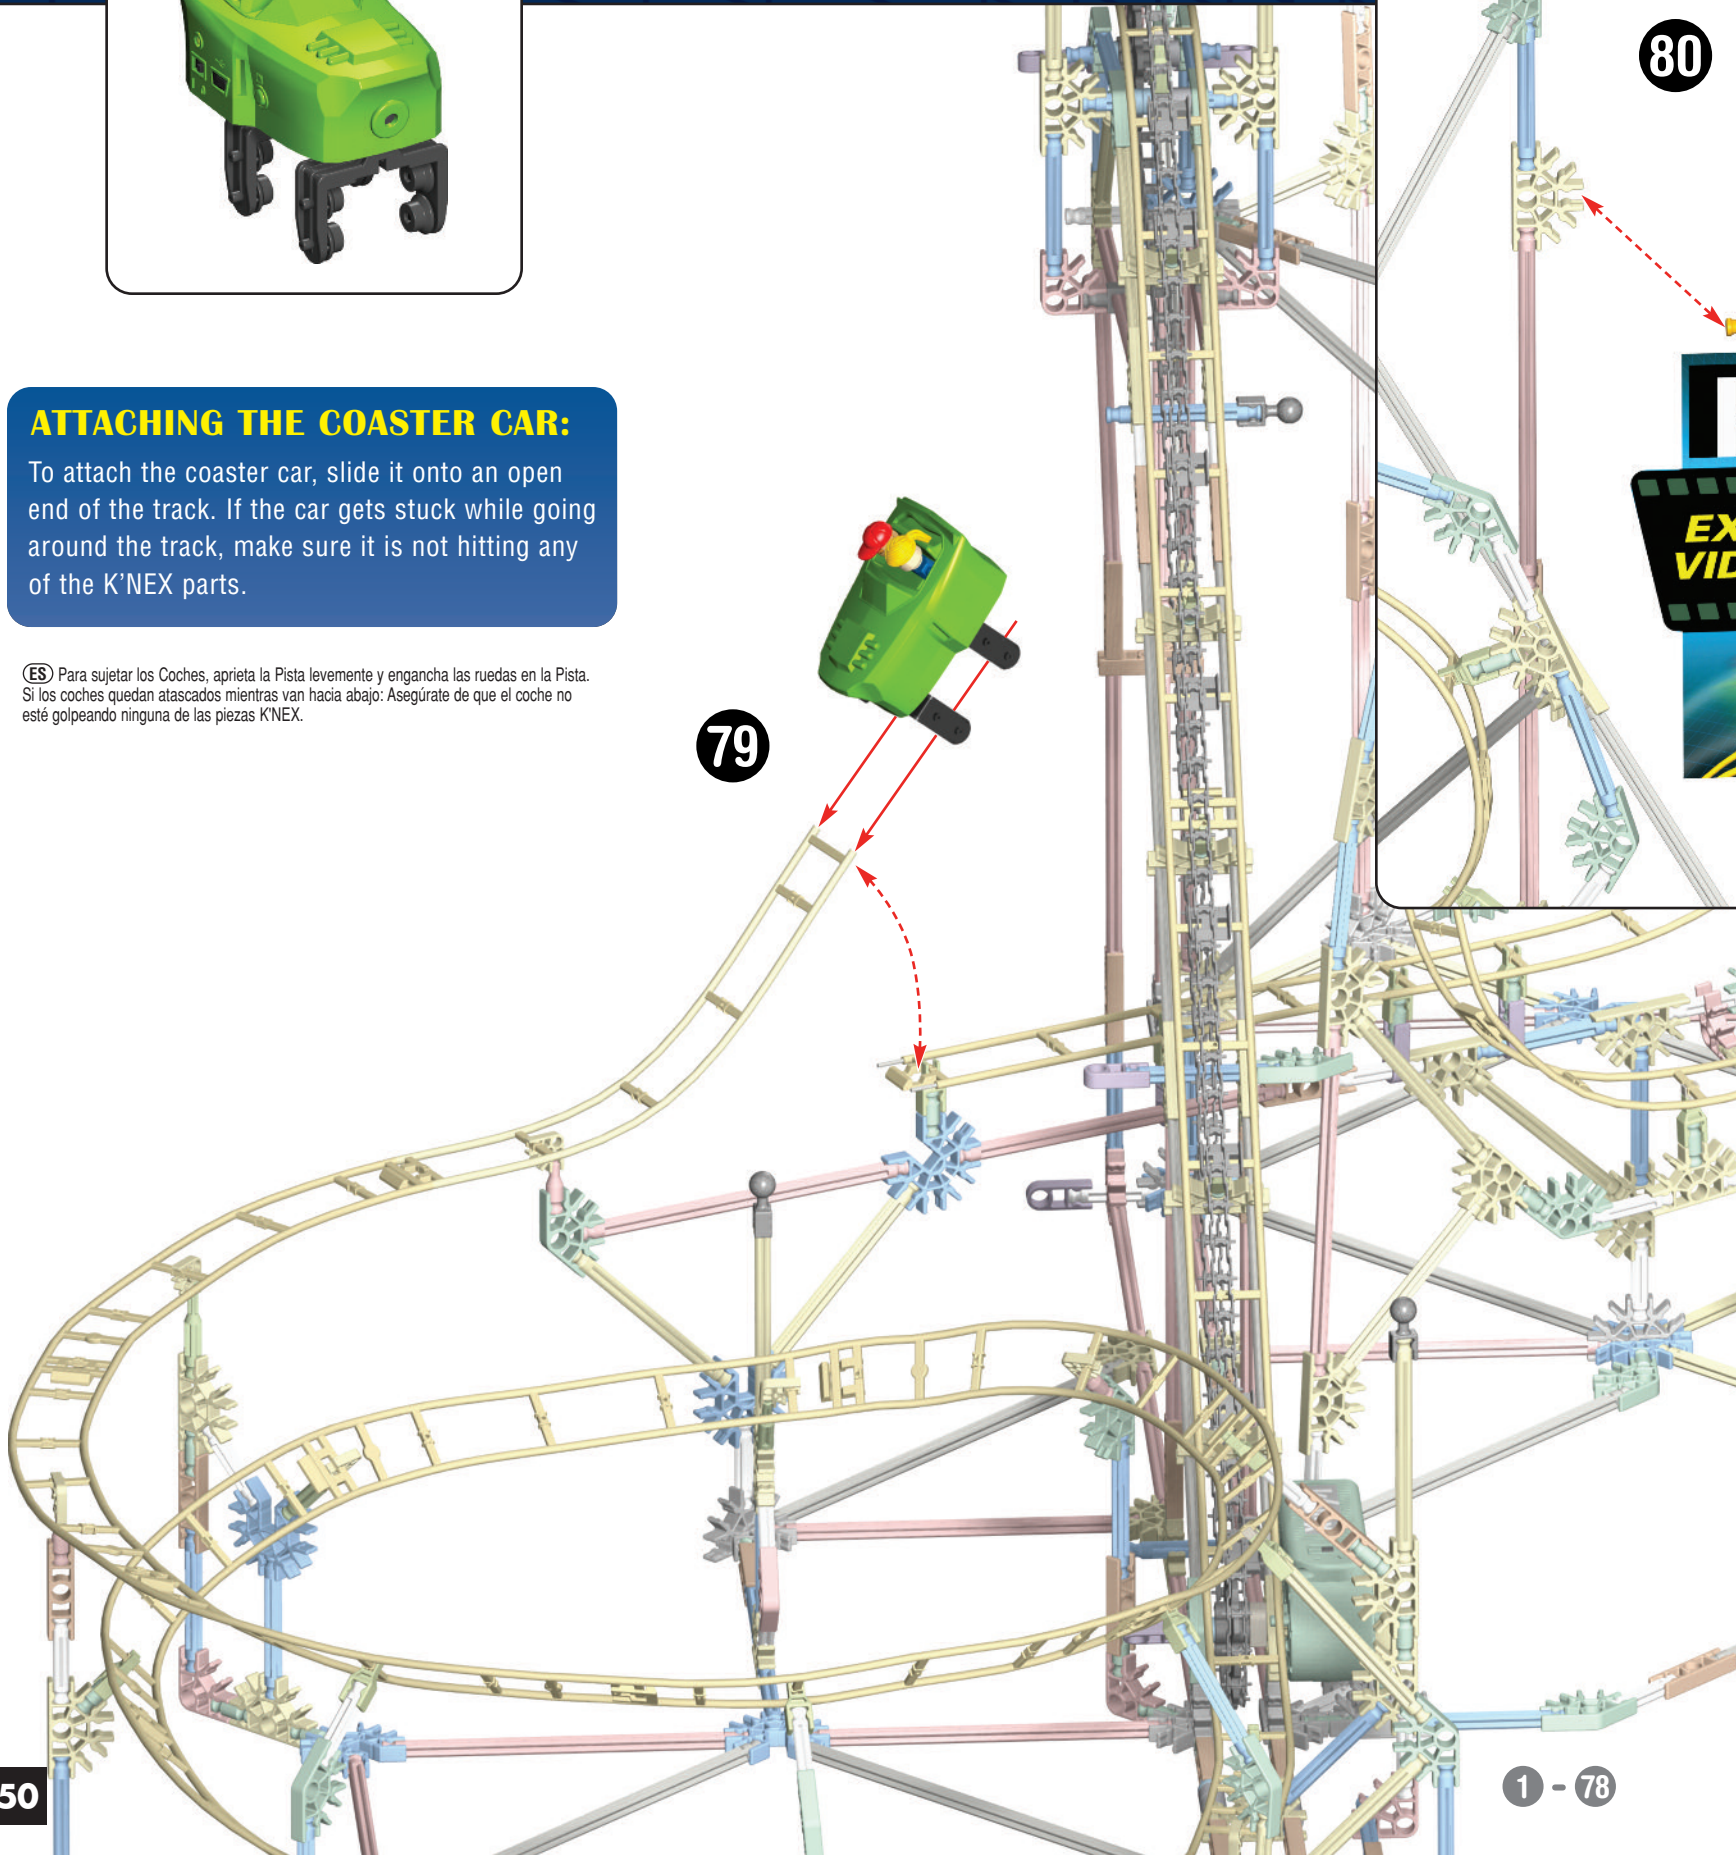 80
ATTACHING THE COASTER CAR:
To attach the coaster car, slide it onto an open
end of the track. If the car gets stuck while going
around the track, make sure it is not hitting any
of the K’NEX parts.
(ES) Para sujetar los Coches, aprieta la Pista levemente y engancha las ruedas en la Pista.
Si los coches quedan atascados mientras van hacia abajo: Asegúrate de que el coche no
esté golpeando ninguna de las piezas K'NEX.
79
50
1 - 78